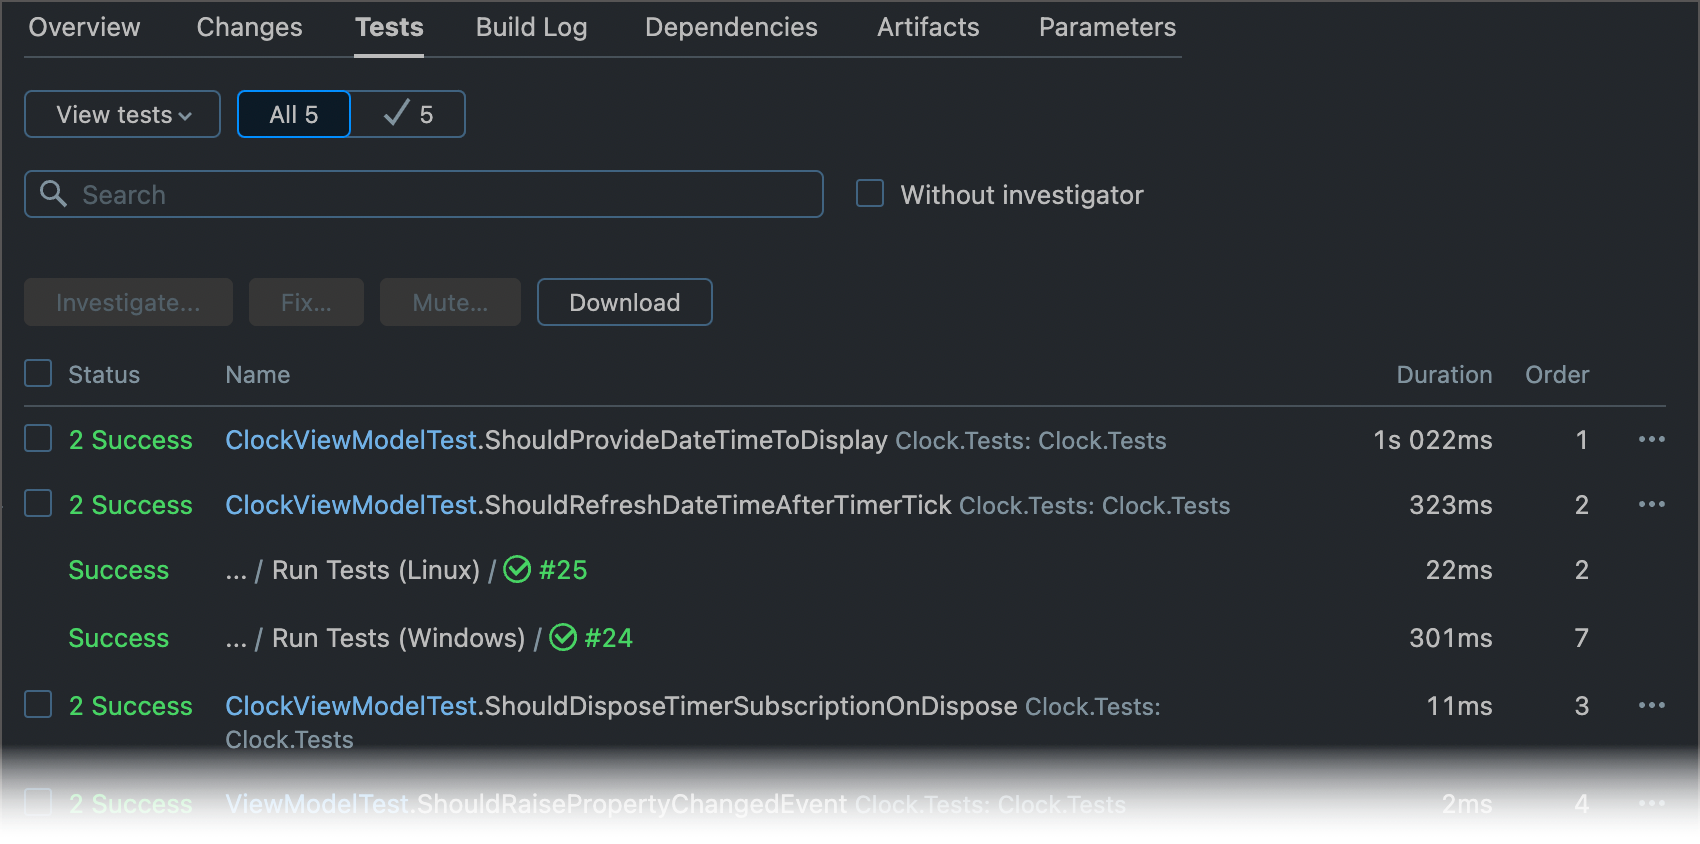 Overview Changes Tests Build Log Dependencies Artifacts Parameters
View tests All 5 5
Search Without investigator
Investigate... Fix... Mute... Download
Status Name Duration Order
2 Success ClockViewModelTest.ShouldProvideDateTimeToDisplay Clock.Tests: Clock.Tests 1s 022ms 1 •••
2 Success ClockViewModelTest.ShouldRefreshDateTimeAfterTimerTick Clock.Tests: Clock.Tests 323ms 2 •••
Success ... / Run Tests (Linux) / #25 22ms 2
Success ... / Run Tests (Windows) / #24 301ms 7
2 Success ClockViewModelTest.ShouldDisposeTimerSubscriptionOnDispose Clock.Tests: 11ms 3 •••
Clock.Tests
2 Success ViewModelTest.ShouldRaisePropertyChangedEvent Clock.Tests: Clock.Tests 2ms 4 •••